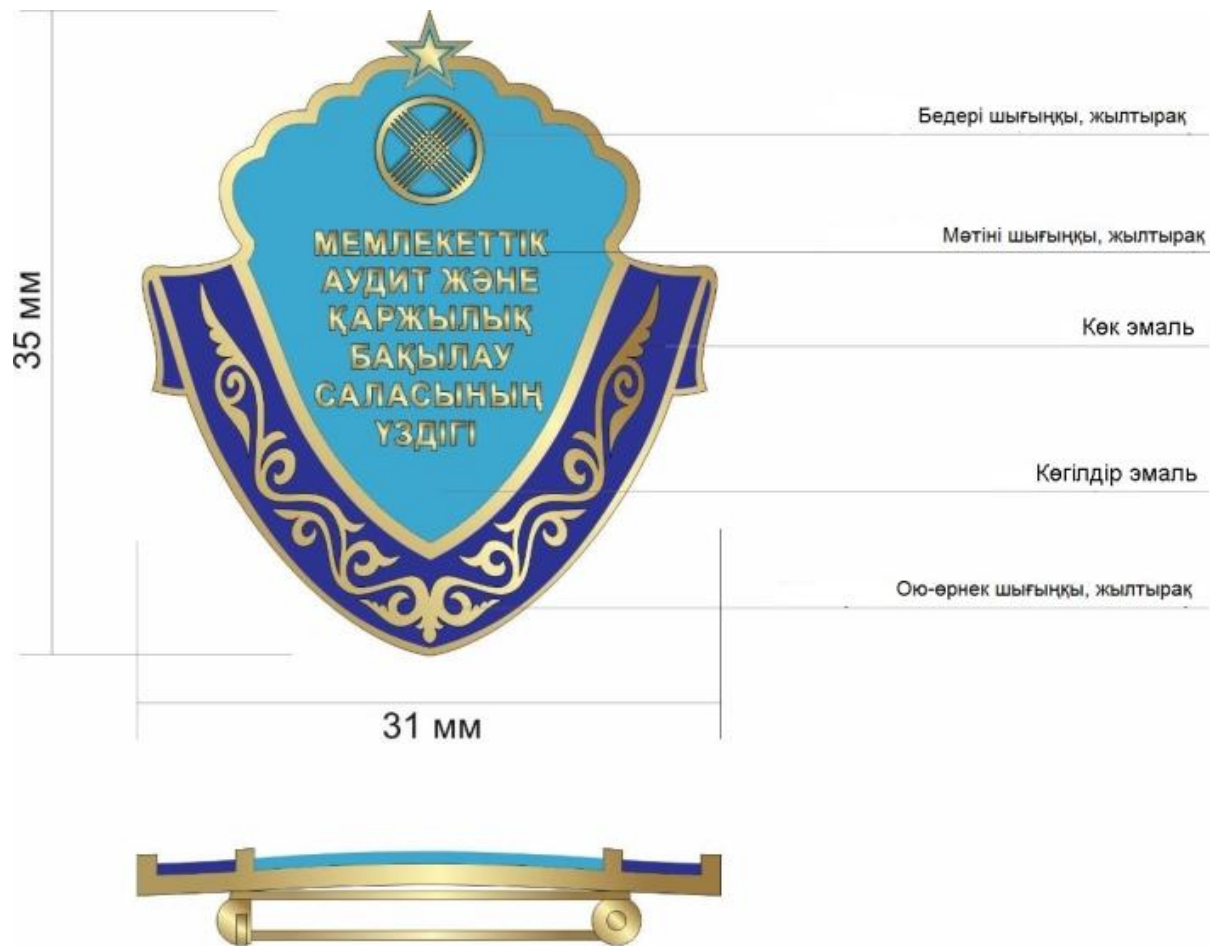 Бедері шығыңқы, жылтырақ
МЕМЛЕКЕТТІК
АУДИТ ЖӘНЕ
ҚАРЖЫЛЫҚ
БАҚЫЛАУ
САЛАСЫНЫҢ
ҮЗДІГІ
Мәтіні шығыңқы, жылтырақ
35 мм
Көк эмаль
Көгілдір эмаль
Ою-өрнек шығыңқы, жылтырақ
31 мм